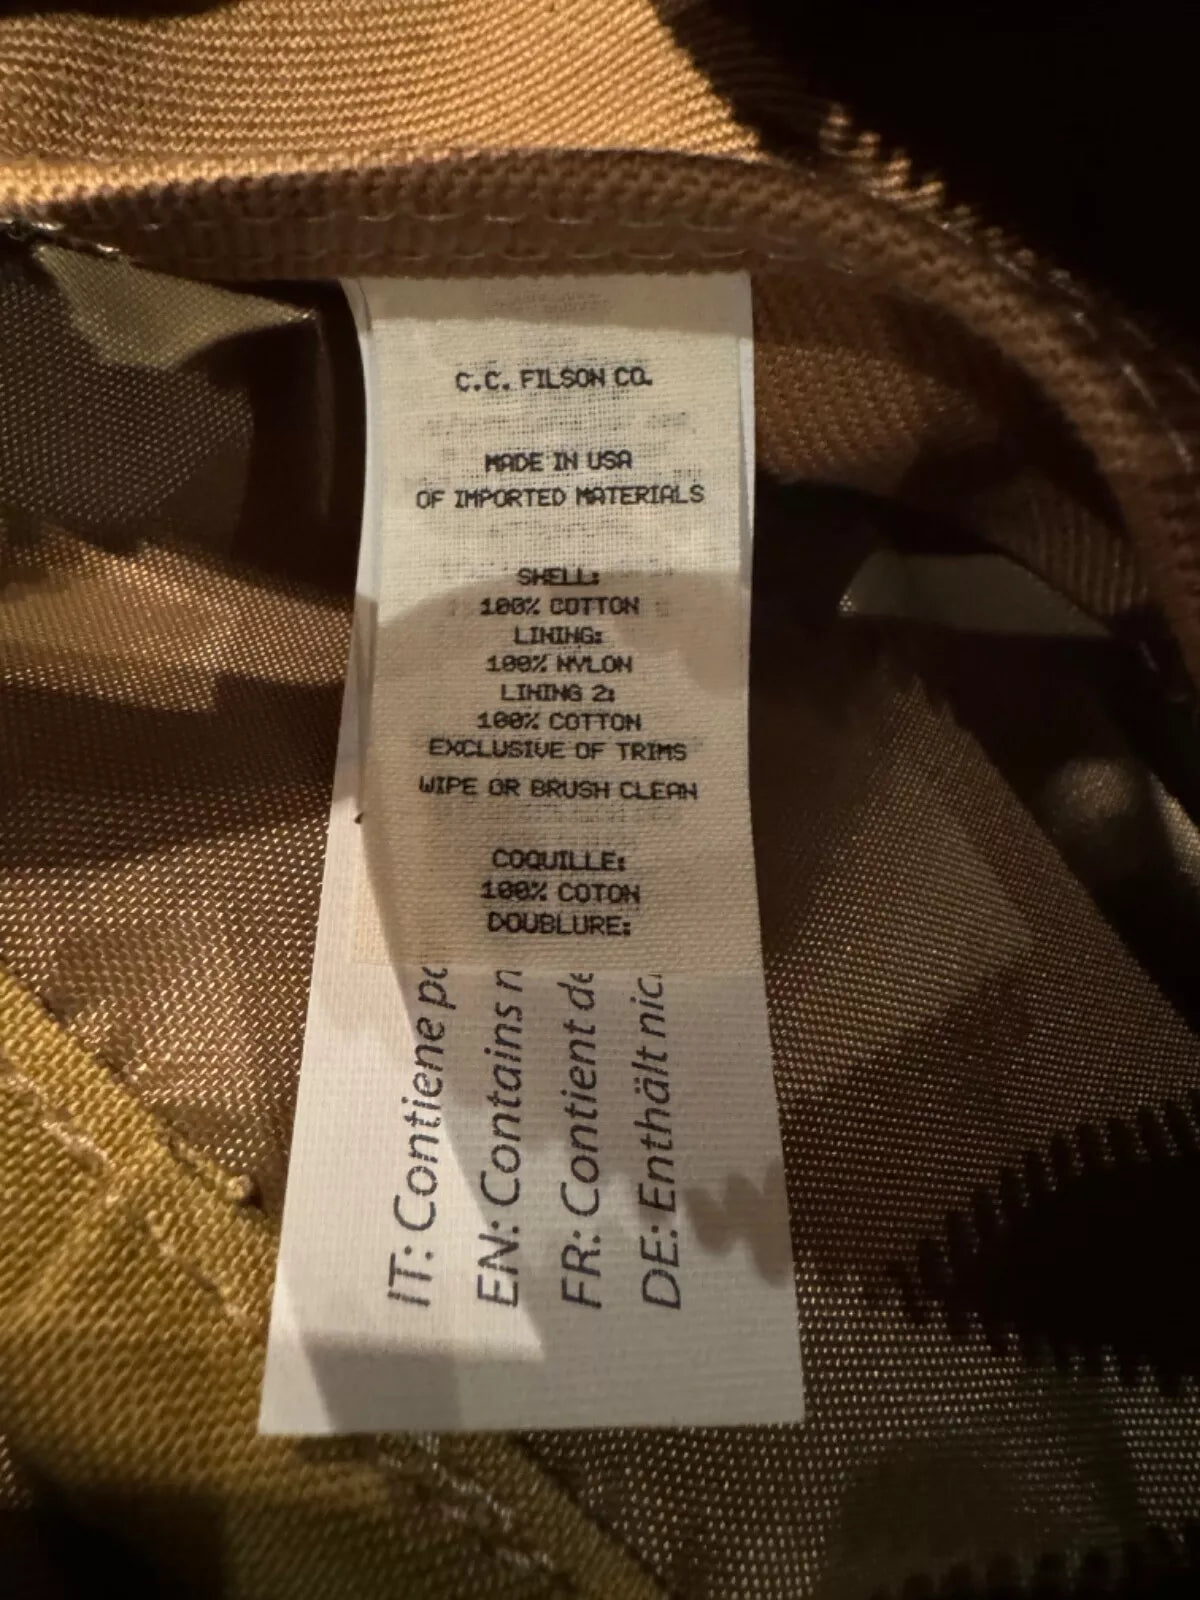 C.C. FILSON CO.
MADE IN USA
OF IMPORTED MATERIALS
SHELL:
100% COTTON
LINING:
100% NYLON
LINING 2:
100% COTTON
EXCLUSIVE OF TRIMS
WIPE OR BRUSH CLEAN
COQUILLE:
100% COTON
DOUBLURE:
IT: Contiene
EN: Contains
FR: Contient
DE: Enthält